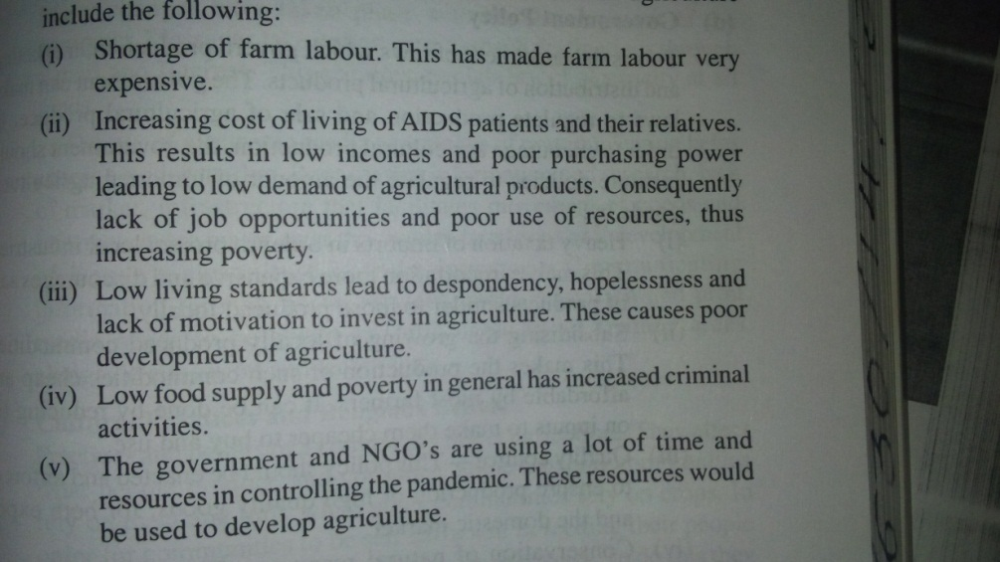 include the following:
(i) Shortage of farm labour. This has made farm labour very
expensive.
(ii) Increasing cost of living of AIDS patients and their relatives.
This results in low incomes and poor purchasing power
leading to low demand of agricultural products. Consequently
lack of job opportunities and poor use of resources, thus
increasing poverty.
(iii) Low living standards lead to despondency, hopelessness and
lack of motivation to invest in agriculture. These causes poor
development of agriculture.
(iv) Low food supply and poverty in general has increased criminal
activities.
(v) The government and NGO's are using a lot of time and
resources in controlling the pandemic. These resources would
be used to develop agriculture.